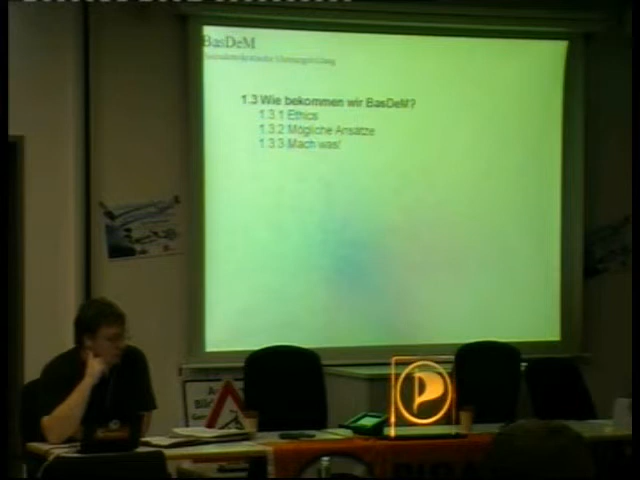 BasDeM
1.3 Wie bekommen wir BasDeM?
1.3.1 Ethics
1.3.2 Mögliche Ansätze
1.3.3 Mach was!
P